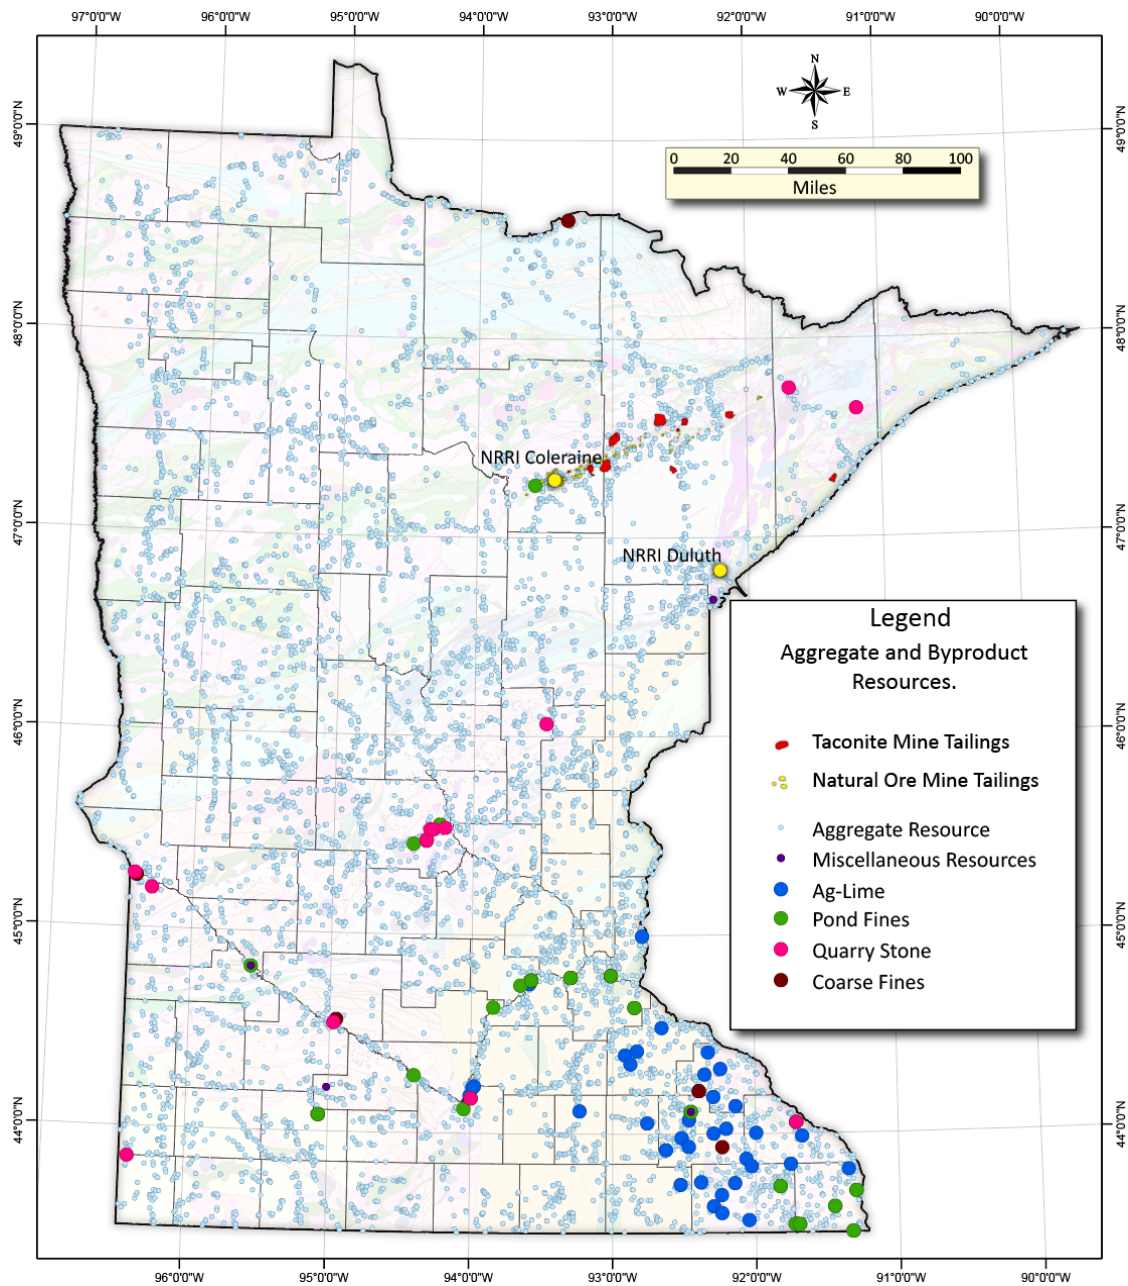 97°0'0"W 96°0'0"W 95°0'0"W 94°0'0"W 93°0'0"W 92°0'0"W 91°0'0"W 90°0'0"W
N
W E
S
49°0'0"N 49°0'0"N
0 20 40 60 80 100
Miles
48°0'0"N 48°0'0"N
NRRI Coleraine
47°0'0"N 47°0'0"N
NRRI Duluth
Legend
Aggregate and Byproduct
Resources.
46°0'0"N 46°0'0"N
Taconite Mine Tailings
Natural Ore Mine Tailings
Aggregate Resource
Miscellaneous Resources
Ag-Lime
45°0'0"N 45°0'0"N
Pond Fines
Quarry Stone
Coarse Fines
44°0'0"N 44°0'0"N
96°0'0"W 95°0'0"W 94°0'0"W 93°0'0"W 92°0'0"W 91°0'0"W 90°0'0"W